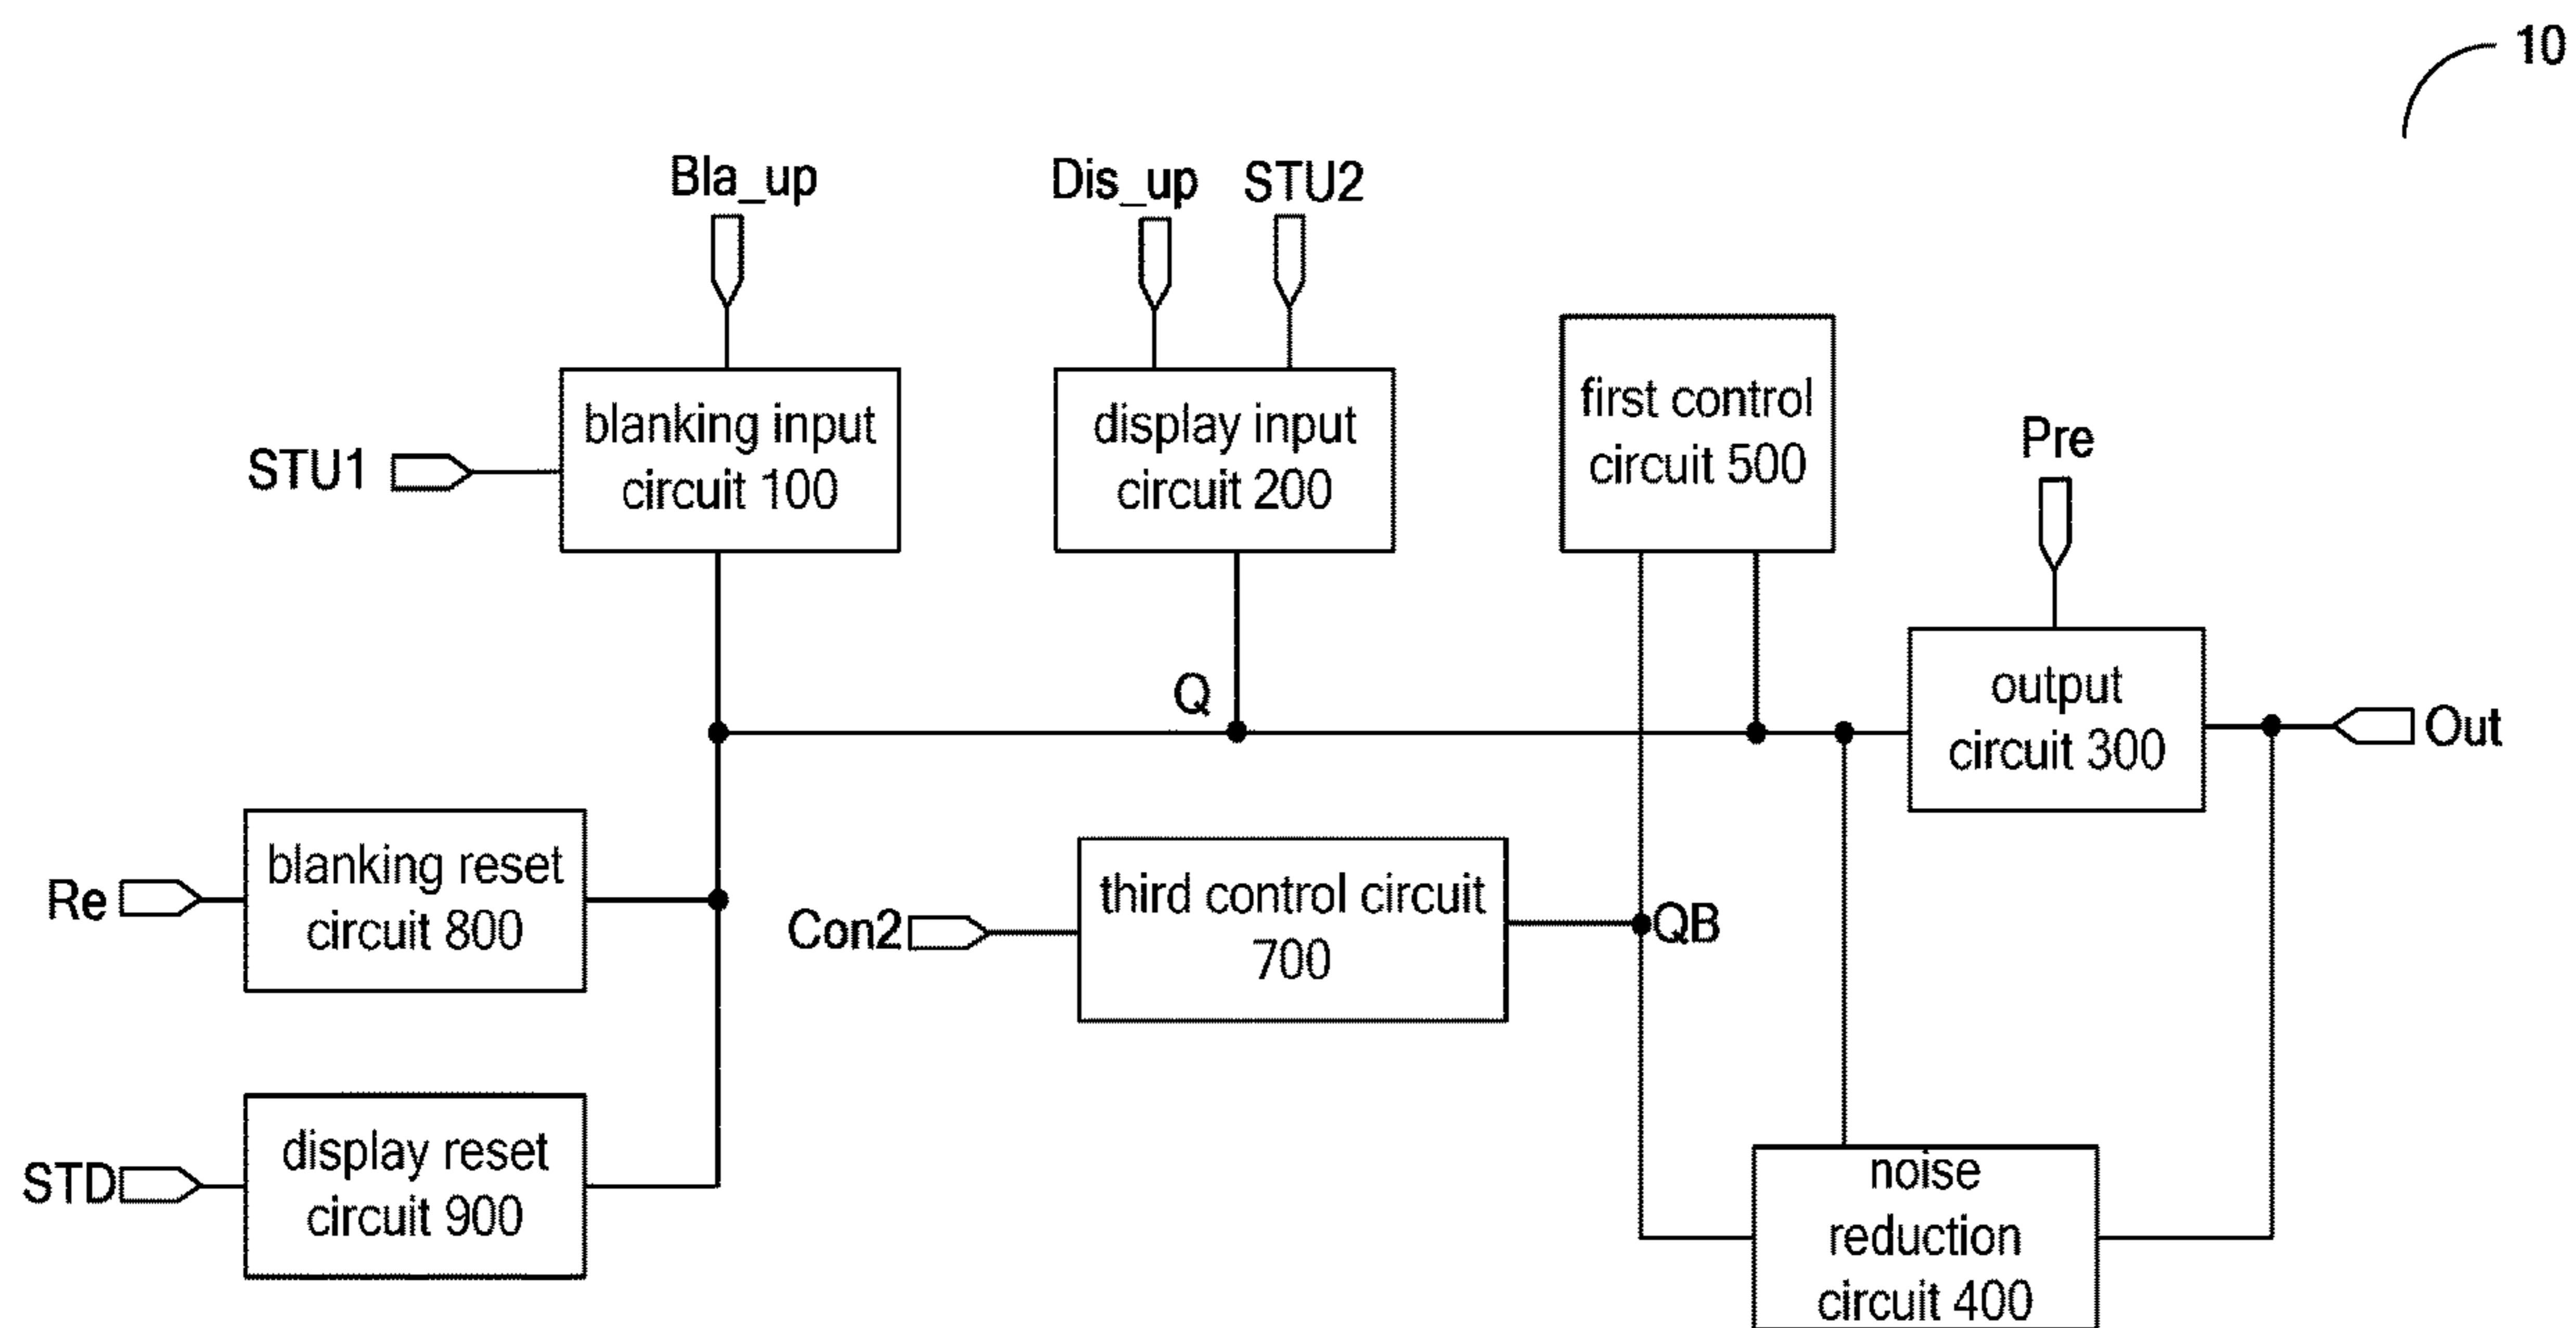 10
Bla_up
Dis_up
STU2
STU1
blanking input
circuit 100
display input
circuit 200
first control
circuit 500
Pre
Q
output
circuit 300
Out
Re
blanking reset
circuit 800
Con2
third control circuit
700
QB
STD
display reset
circuit 900
noise
reduction
circuit 400